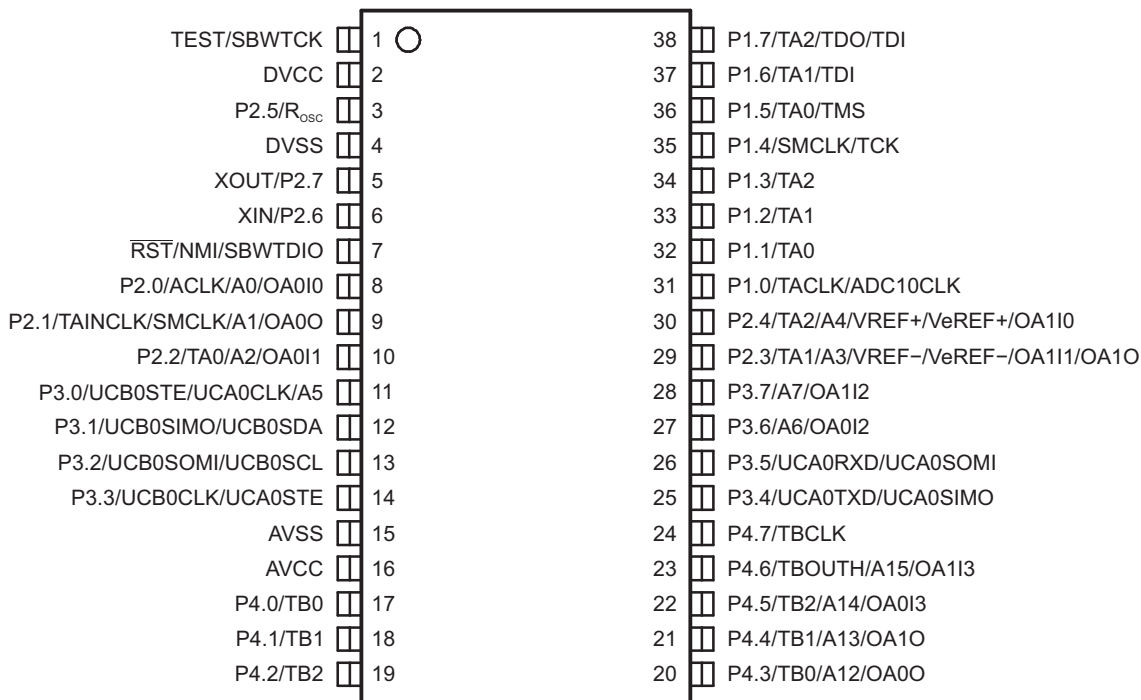 TEST/SBWTCK 1 38 P1.7/TA2/TDO/TDI
DVCC 2 37 P1.6/TA1/TDI
P2.5/ROSC 3 36 P1.5/TA0/TMS
DVSS 4 35 P1.4/SMCLK/TCK
XOUT/P2.7 5 34 P1.3/TA2
XIN/P2.6 6 33 P1.2/TA1
RST/NMI/SBWTDIO 7 32 P1.1/TA0
P2.0/ACLK/A0/OA0I0 8 31 P1.0/TACLK/ADC10CLK
P2.1/TAINCLK/SMCLK/A1/OA0O 9 30 P2.4/TA2/A4/VREF+/VeREF+/OA1I0
P2.2/TA0/A2/OA0I1 10 29 P2.3/TA1/A3/VREF−/VeREF−/OA1I1/OA1O
P3.0/UCB0STE/UCA0CLK/A5 11 28 P3.7/A7/OA1I2
P3.1/UCB0SIMO/UCB0SDA 12 27 P3.6/A6/OA0I2
P3.2/UCB0SOMI/UCB0SCL 13 26 P3.5/UCA0RXD/UCA0SOMI
P3.3/UCB0CLK/UCA0STE 14 25 P3.4/UCA0TXD/UCA0SIMO
AVSS 15 24 P4.7/TBCLK
AVCC 16 23 P4.6/TBOUTH/A15/OA1I3
P4.0/TB0 17 22 P4.5/TB2/A14/OA0I3
P4.1/TB1 18 21 P4.4/TB1/A13/OA1O
P4.2/TB2 19 20 P4.3/TB0/A12/OA0O